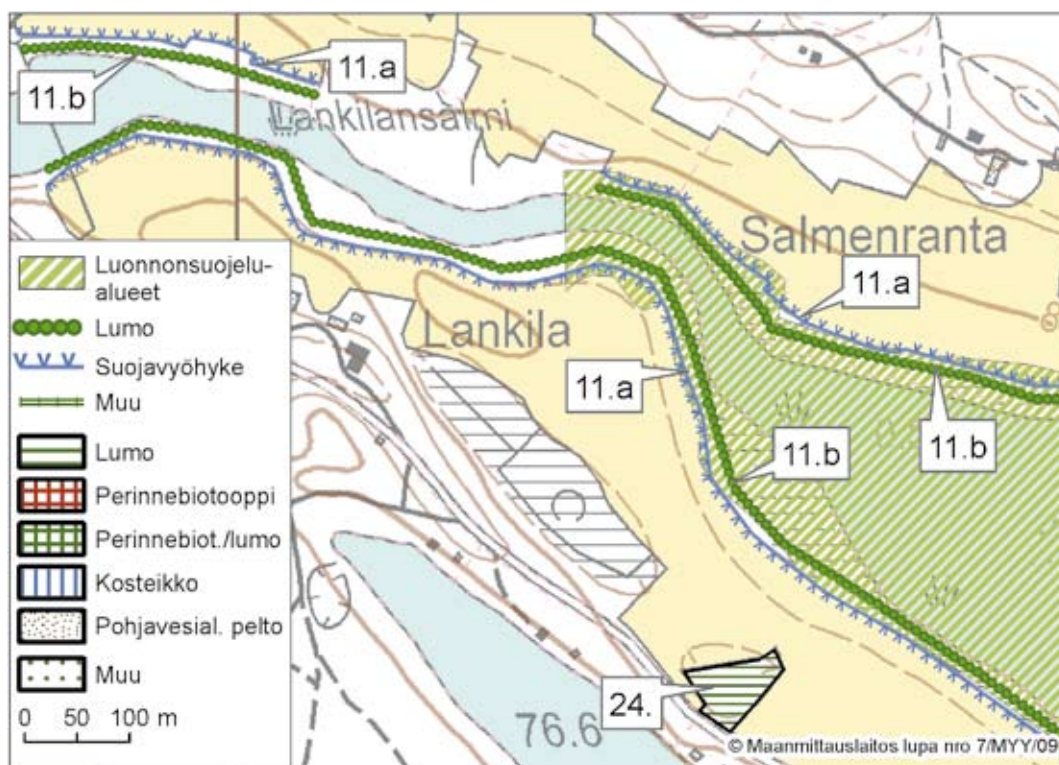 11.b
11.a
Lankilansalmi
Salmenranta
11.a
Lankila
11.a
11.b
11.b
24.
76.6
Luonnonsuojelu-
alueet
Lumo
Suojavyöhyke
Muu
Lumo
Perinnebiotooppi
Perinnebiot./lumo
Kosteikko
Pohjavesial. pelto
Muu
0 50 100 m
© Maanmittauslaitos lupa nro 7/MYY/09